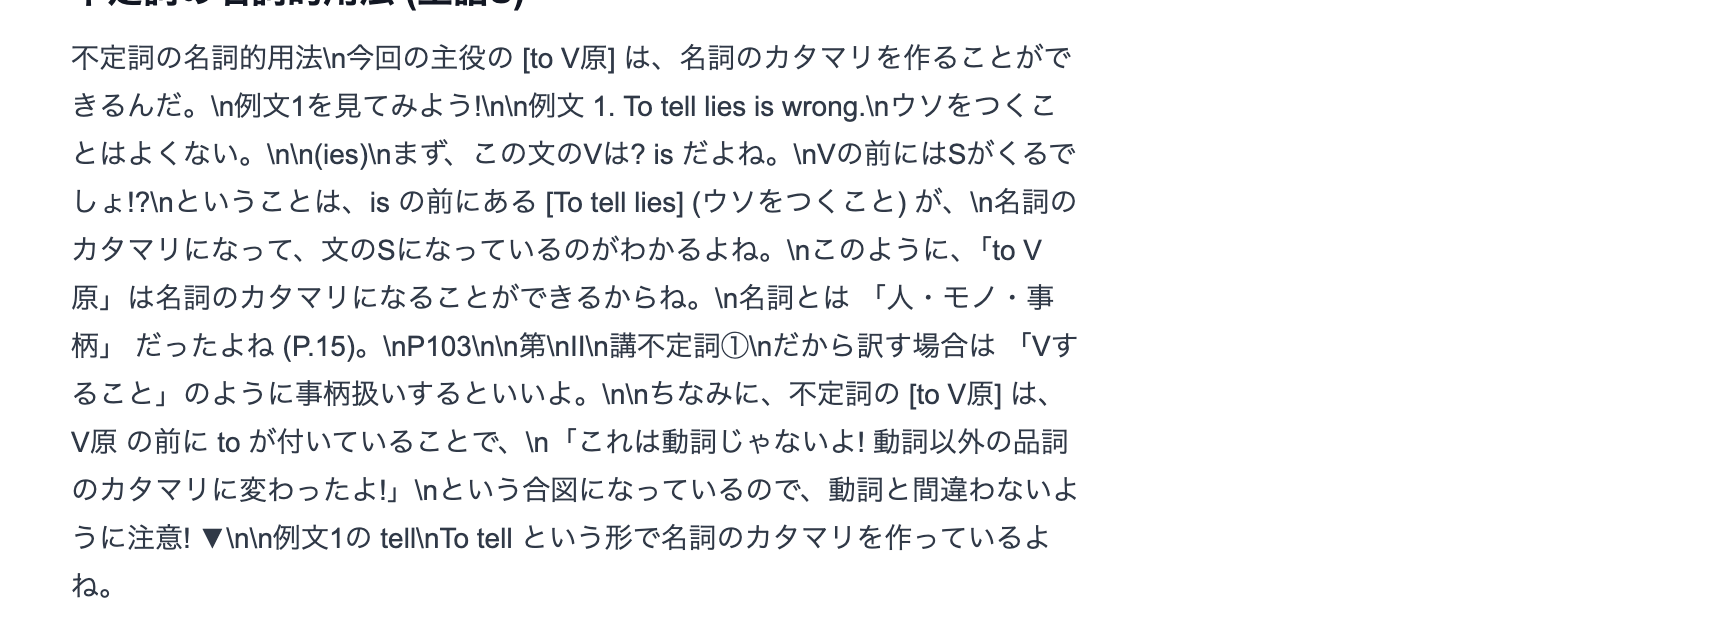 不定詞の名詞的用法 (主語S)
不定詞の名詞的用法\n今回の主役の [to V原] は、名詞のカタマリを作ることがで
きるんだ。\n例文1を見てみよう!\n\n例文 1. To tell lies is wrong.\nウソをつくこ
とはよくない。\n\n(ies)\nまず、この文のVは? is だよね。\nVの前にはSがくるで
しょ!?\nということは、is の前にある [To tell lies] (ウソをつくこと) が、\n名詞の
カタマリになって、文のSになっているのがわかるよね。\nこのように、「to V
原」は名詞のカタマリになることができるからね。\n名詞とは 「人・モノ・事
柄」 だったよね (P.15)。\nP103\n\n第\nII\n講不定詞①\nだから訳す場合は 「Vす
ること」のように事柄扱いするといいよ。\n\nちなみに、不定詞の [to V原] は、
V原 の前に to が付いていることで、\n「これは動詞じゃないよ! 動詞以外の品詞
のカタマリに変わったよ!」\nという合図になっているので、動詞と間違わないよ
うに注意! ▼\n\n例文1の tell\nTo tell という形で名詞のカタマリを作っているよ
ね。